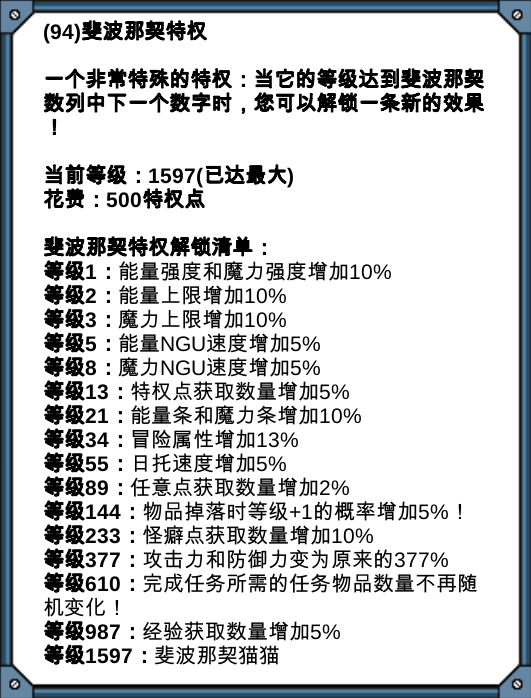 (94)斐波那契特权
一个非常特殊的特权：当它的等级达到斐波那契
数列中下一个数字时，您可以解锁一条新的效果
！
当前等级：1597(已达最大)
花费：500特权点
斐波那契特权解锁清单：
等级1：能量强度和魔力强度增加10%
等级2：能量上限增加10%
等级3：魔力上限增加10%
等级5：能量NGU速度增加5%
等级8：魔力NGU速度增加5%
等级13：特权点获取数量增加5%
等级21：能量条和魔力条增加10%
等级34：冒险属性增加13%
等级55：日托速度增加5%
等级89：任意点获取数量增加2%
等级144：物品掉落时等级+1的概率增加5%！
等级233：怪癖点获取数量增加10%
等级377：攻击力和防御力变为原来的377%
等级610：完成任务所需的任务物品数量不再随
机变化！
等级987：经验获取数量增加5%
等级1597：斐波那契猫猫